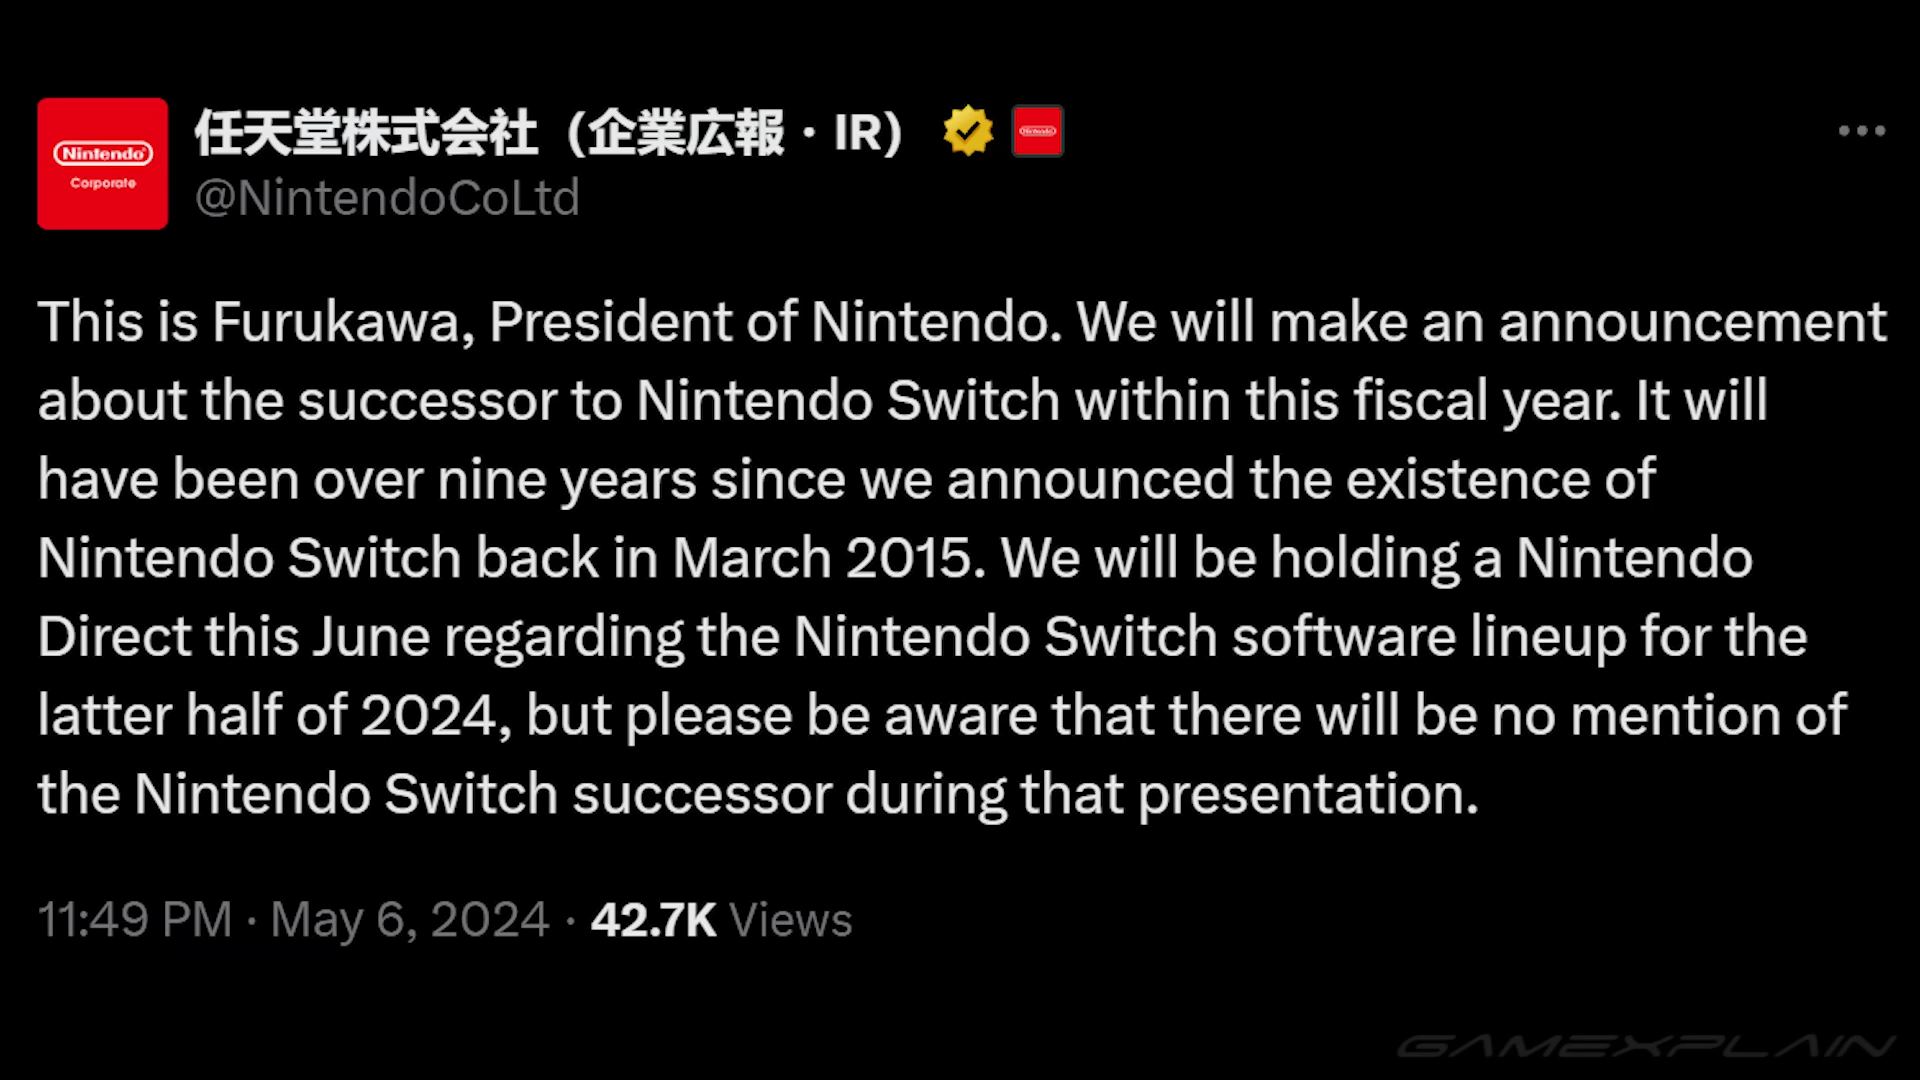 Nintendo
Corporate
任天堂株式会社（企業広報・IR）
Nintendo
@NintendoCoLtd
This is Furukawa, President of Nintendo. We will make an announcement
about the successor to Nintendo Switch within this fiscal year. It will
have been over nine years since we announced the existence of
Nintendo Switch back in March 2015. We will be holding a Nintendo
Direct this June regarding the Nintendo Switch software lineup for the
latter half of 2024, but please be aware that there will be no mention of
the Nintendo Switch successor during that presentation.
11:49 PM · May 6, 2024 · 42.7K Views
GAMEXPLAIN